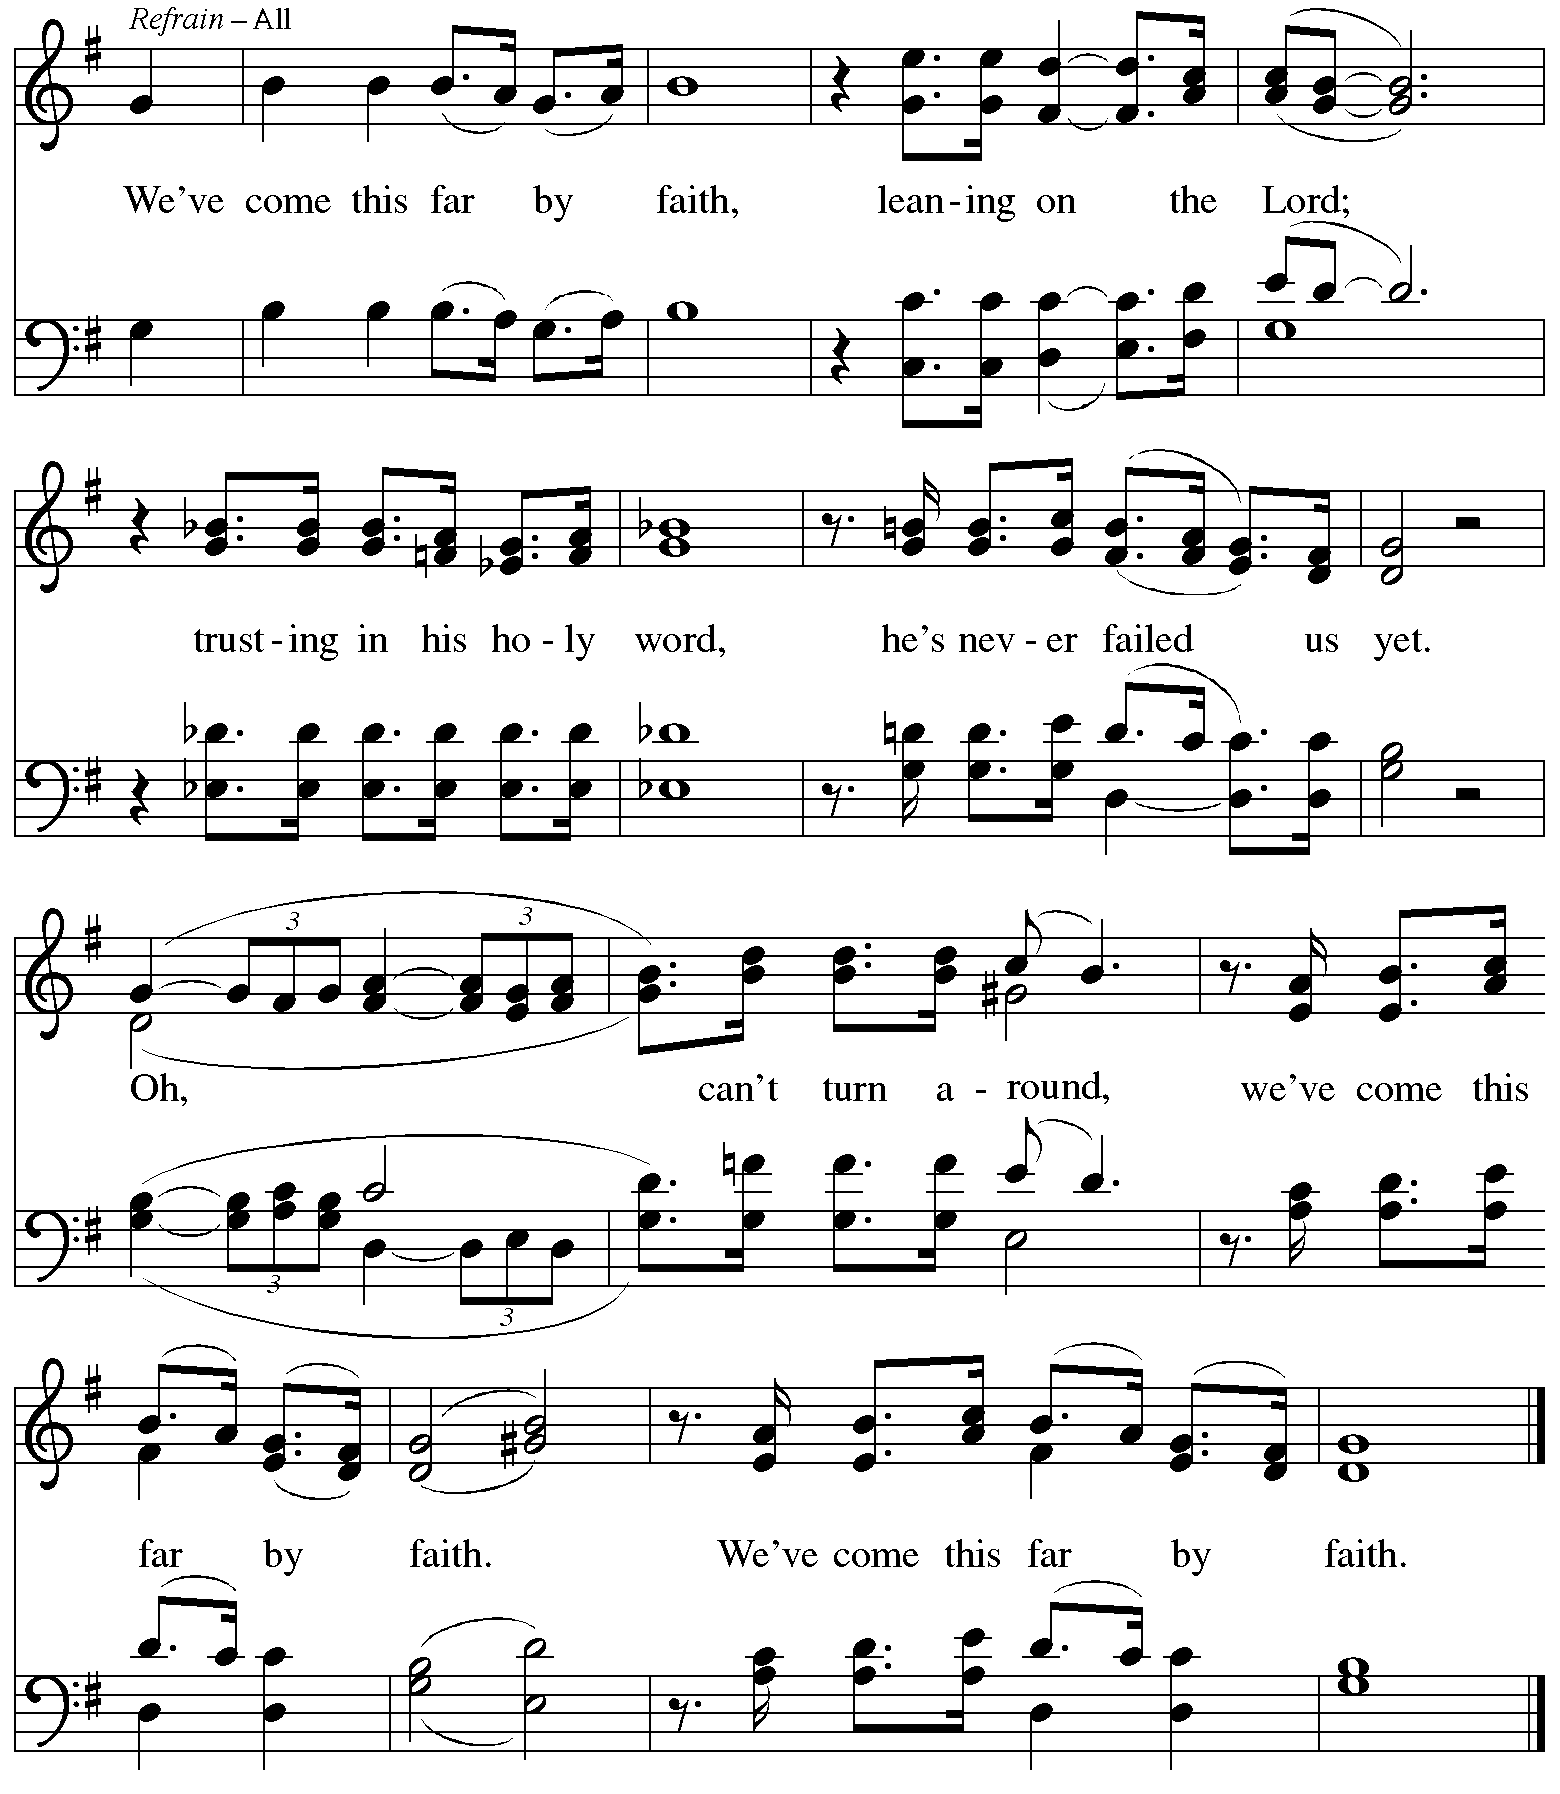 Refrain – All
We've come this far by faith, lean-ing on the Lord;
trust-ing in his ho-ly word, he's nev-er failed us yet.
3 3
Oh, can't turn a-round, we've come this
3 3
far by faith. We've come this far by faith.